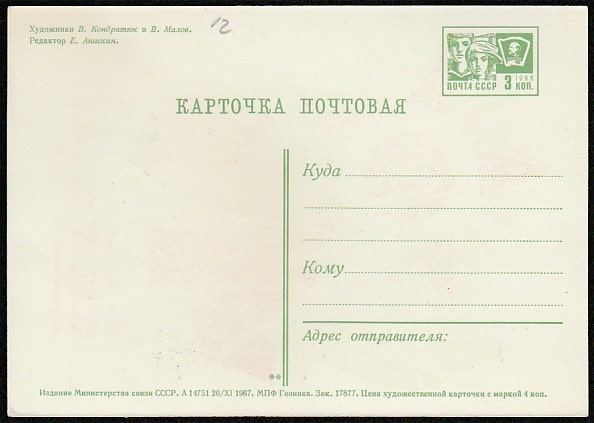 Художники В. Кондратюк и В. Милов.
Редактор Е. Анискин.
12
1966
ПОЧТА СССР 3 КОП.
КАРТОЧКА ПОЧТОВАЯ
Куда
Кому
Адрес отправителя:
**
Издание Министерства связи СССР. А 14751 20/XI 1967. МПФ Гознака. Зак. 17877. Цена художественной карточки с маркой 4 коп.